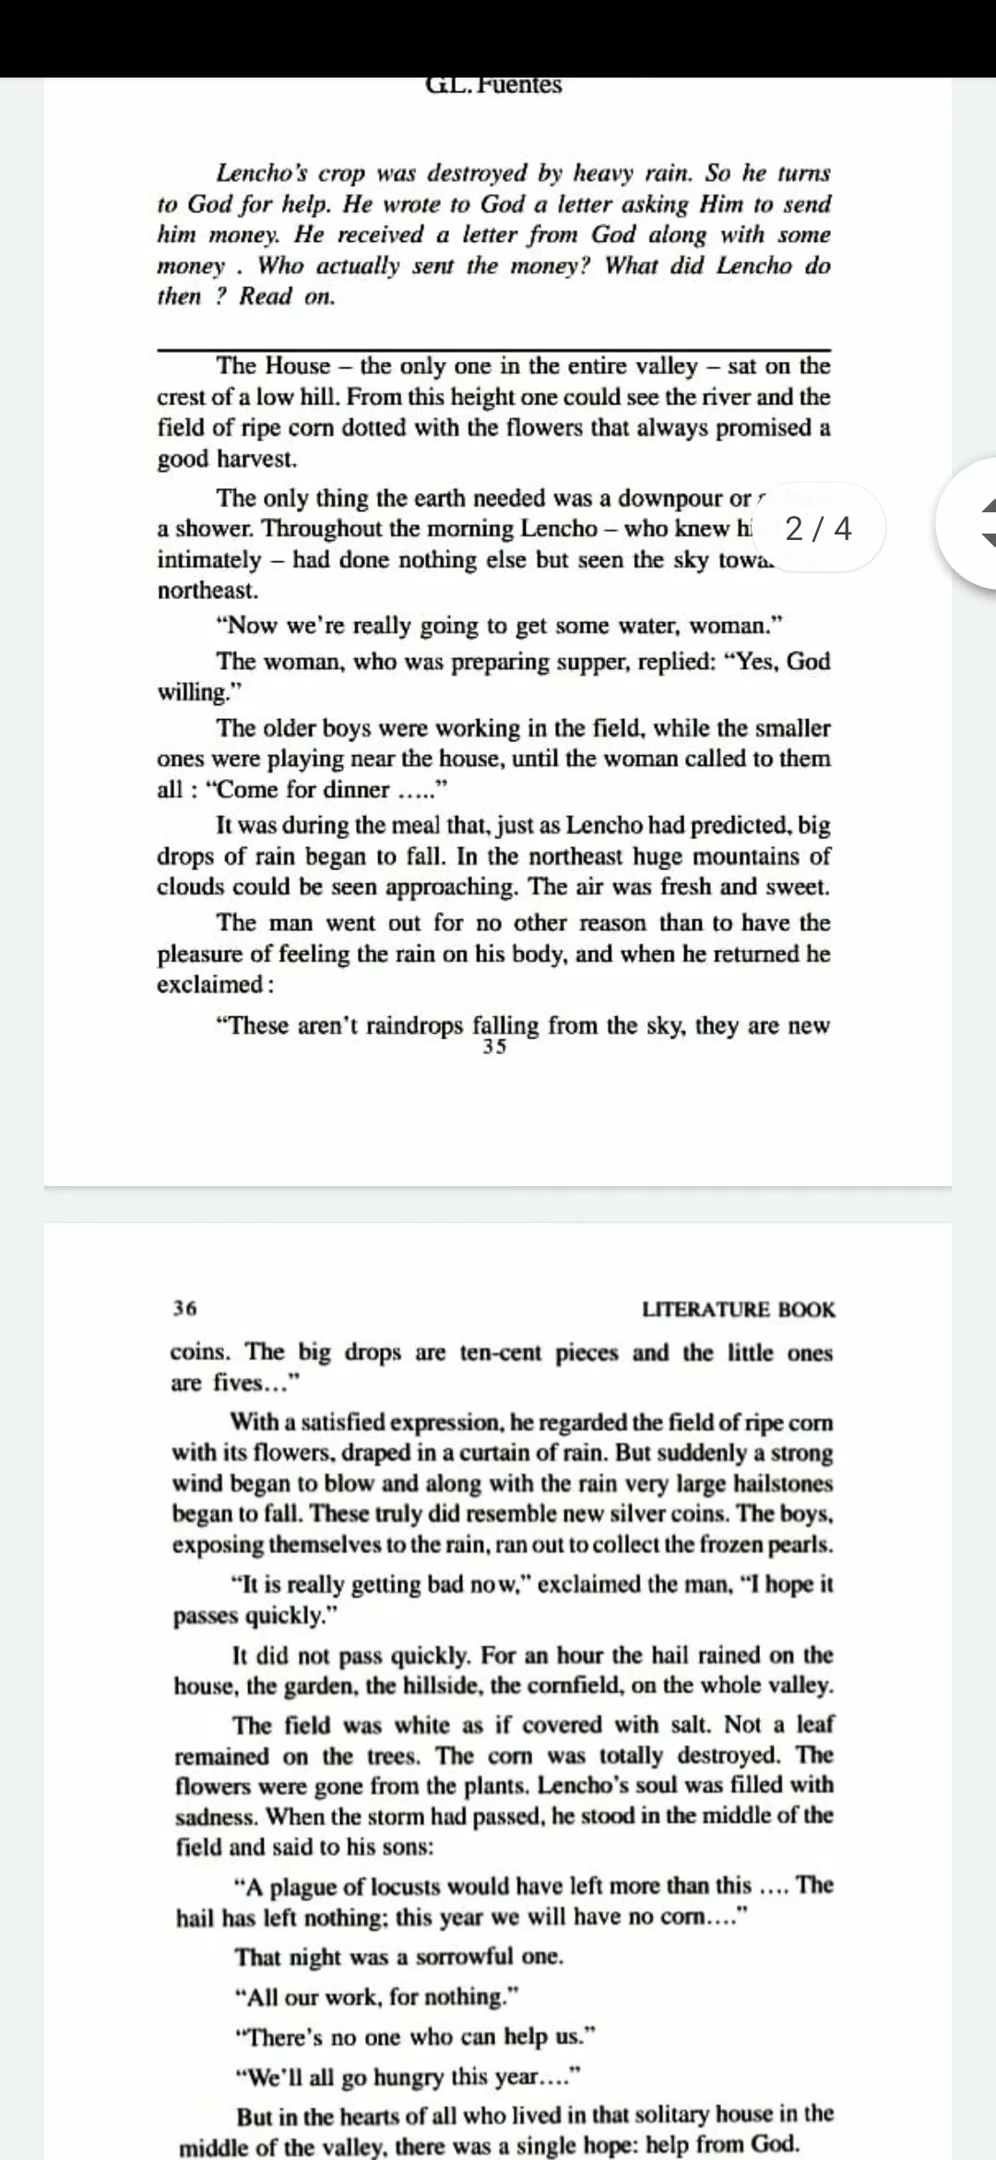 G.L. Fuentes
Lencho's crop was destroyed by heavy rain. So he turns
to God for help. He wrote to God a letter asking Him to send
him money. He received a letter from God along with some
money . Who actually sent the money? What did Lencho do
then ? Read on.
The House – the only one in the entire valley – sat on the
crest of a low hill. From this height one could see the river and the
field of ripe corn dotted with the flowers that always promised a
good harvest.
The only thing the earth needed was a downpour or
a shower. Throughout the morning Lencho – who knew
intimately – had done nothing else but seen the sky
northeast.
2 / 4
“Now we're really going to get some water, woman.”
The woman, who was preparing supper, replied: “Yes, God
willing.”
The older boys were working in the field, while the smaller
ones were playing near the house, until the woman called to them
all : “Come for dinner .....”
It was during the meal that, just as Lencho had predicted, big
drops of rain began to fall. In the northeast huge mountains of
clouds could be seen approaching. The air was fresh and sweet.
The man went out for no other reason than to have the
pleasure of feeling the rain on his body, and when he returned he
exclaimed :
“These aren't raindrops falling from the sky, they are new
35
36 LITERATURE BOOK
coins. The big drops are ten-cent pieces and the little ones
are fives...”
With a satisfied expression, he regarded the field of ripe corn
with its flowers, draped in a curtain of rain. But suddenly a strong
wind began to blow and along with the rain very large hailstones
began to fall. These truly did resemble new silver coins. The boys,
exposing themselves to the rain, ran out to collect the frozen pearls.
“It is really getting bad now,” exclaimed the man, “I hope it
passes quickly.”
It did not pass quickly. For an hour the hail rained on the
house, the garden, the hillside, the cornfield, on the whole valley.
The field was white as if covered with salt. Not a leaf
remained on the trees. The corn was totally destroyed. The
flowers were gone from the plants. Lencho's soul was filled with
sadness. When the storm had passed, he stood in the middle of the
field and said to his sons:
“A plague of locusts would have left more than this .... The
hail has left nothing; this year we will have no corn....”
That night was a sorrowful one.
“All our work, for nothing.”
“There's no one who can help us.”
“We'll all go hungry this year....”
But in the hearts of all who lived in that solitary house in the
middle of the valley, there was a single hope: help from God.